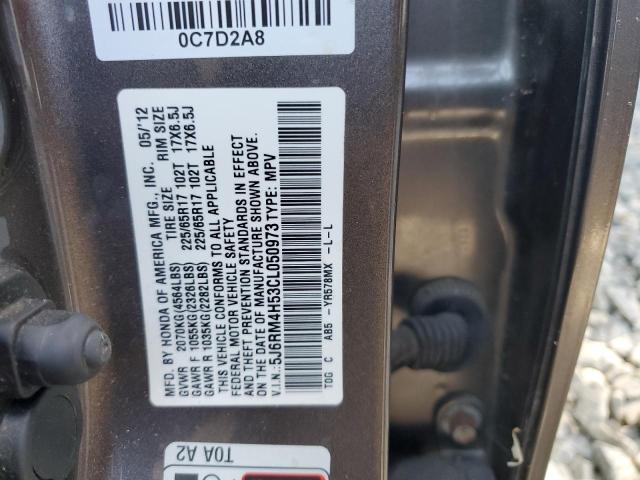 0C7D2A8
MFD. BY HONDA OF AMERICA MFG., INC. 05/'12
TIRE SIZE RIM SIZE
GVWR 2070KG(4564LBS)
GAWR F 1055KG(2326LBS) 225/65R17 102T 17X6.5J
GAWR R 1035KG(2282LBS) 225/65R17 102T 17X6.5J
THIS VEHICLE CONFORMS TO ALL APPLICABLE
FEDERAL MOTOR VEHICLE SAFETY
AND THEFT PREVENTION STANDARDS IN EFFECT
ON THE DATE OF MANUFACTURE SHOWN ABOVE.
V.I.N.: 5J6RM4H53CL050973 TYPE: MPV
TOG C AB5 -YR578MX -L-L
T0A A2